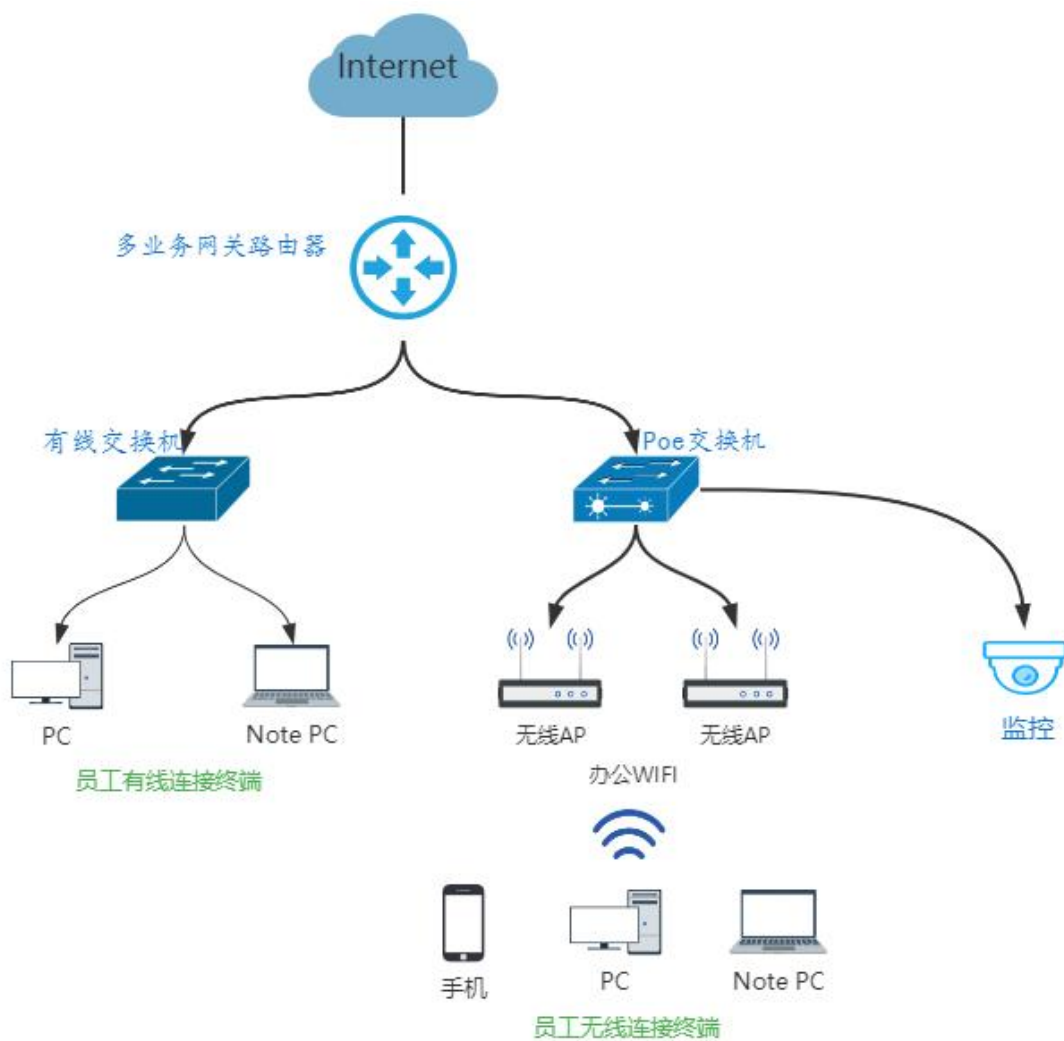 Internet
多业务网关路由器
有线交换机
Poe交换机
PC
Note PC
无线AP
无线AP
监控
员工有线连接终端
办公WIFI
手机
PC
Note PC
员工无线连接终端